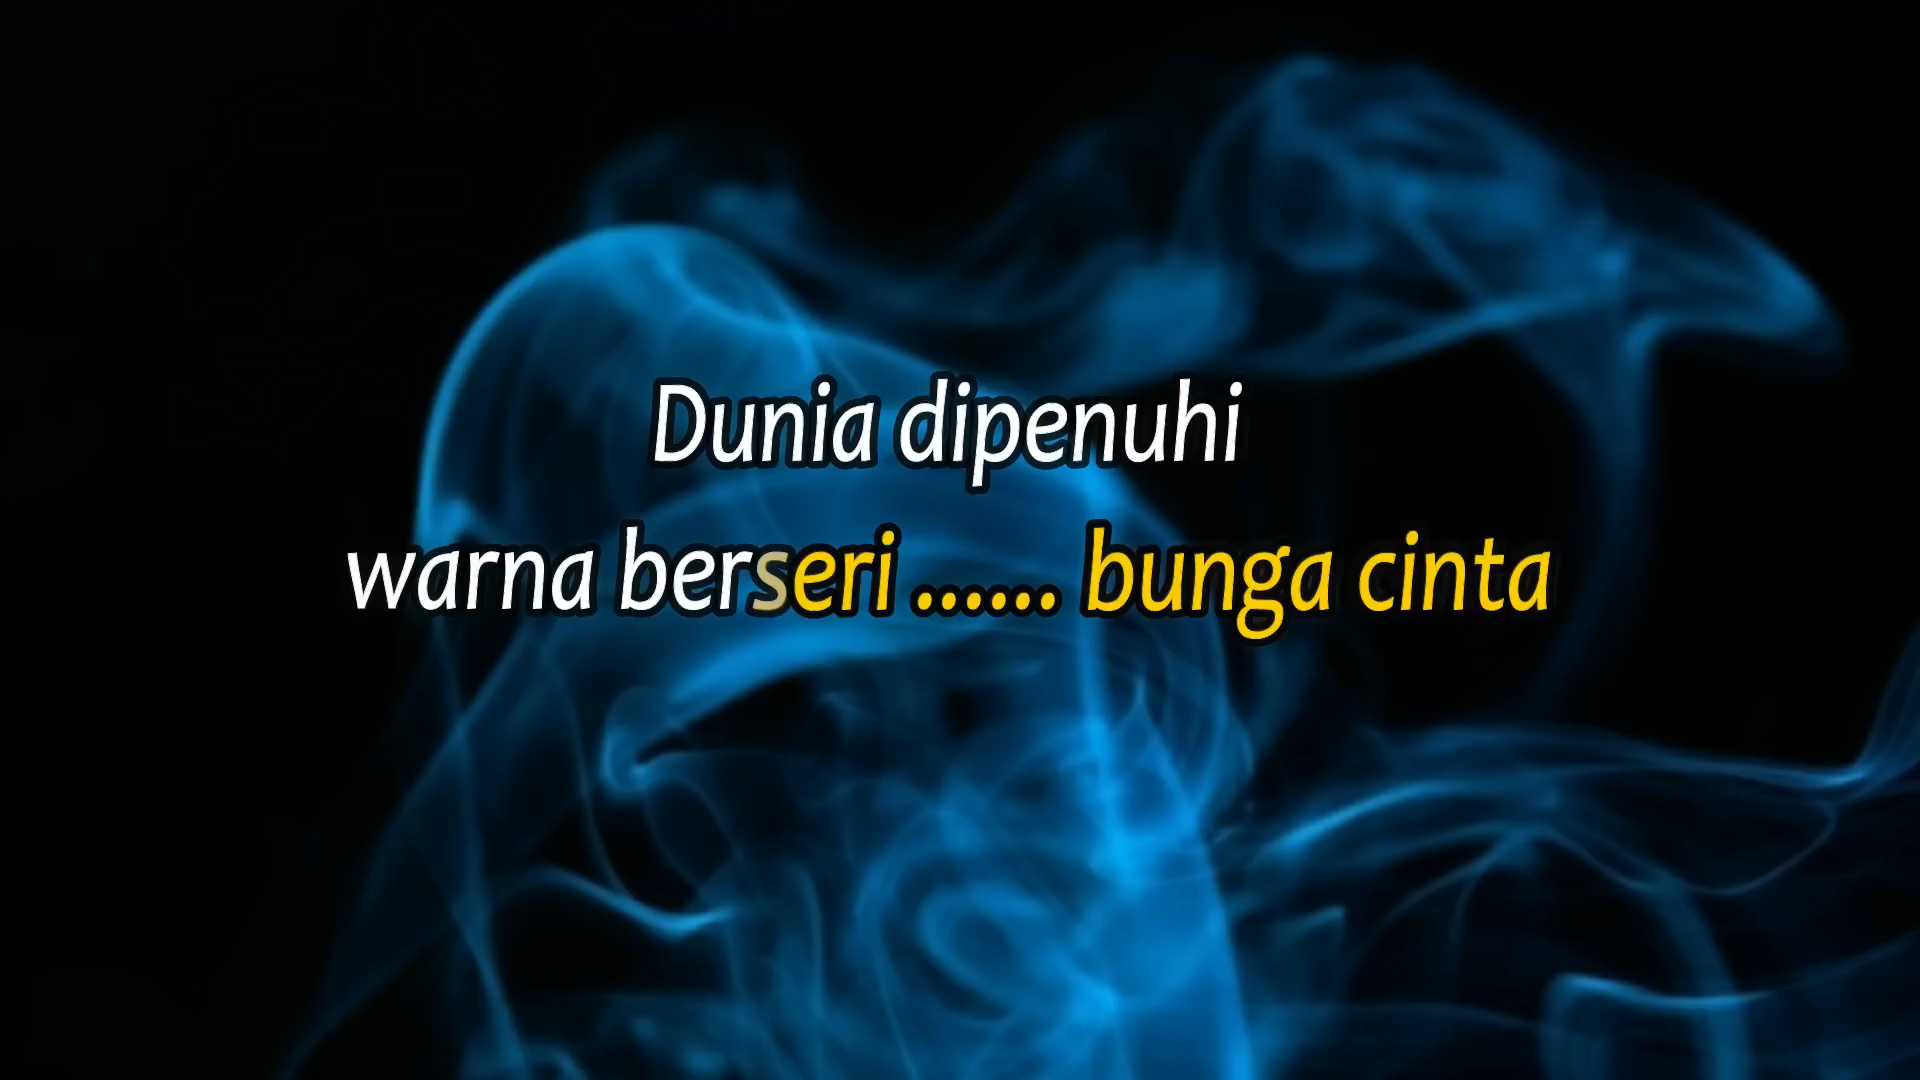 Dunia dipenuhi
warna berseri ...... bunga cinta